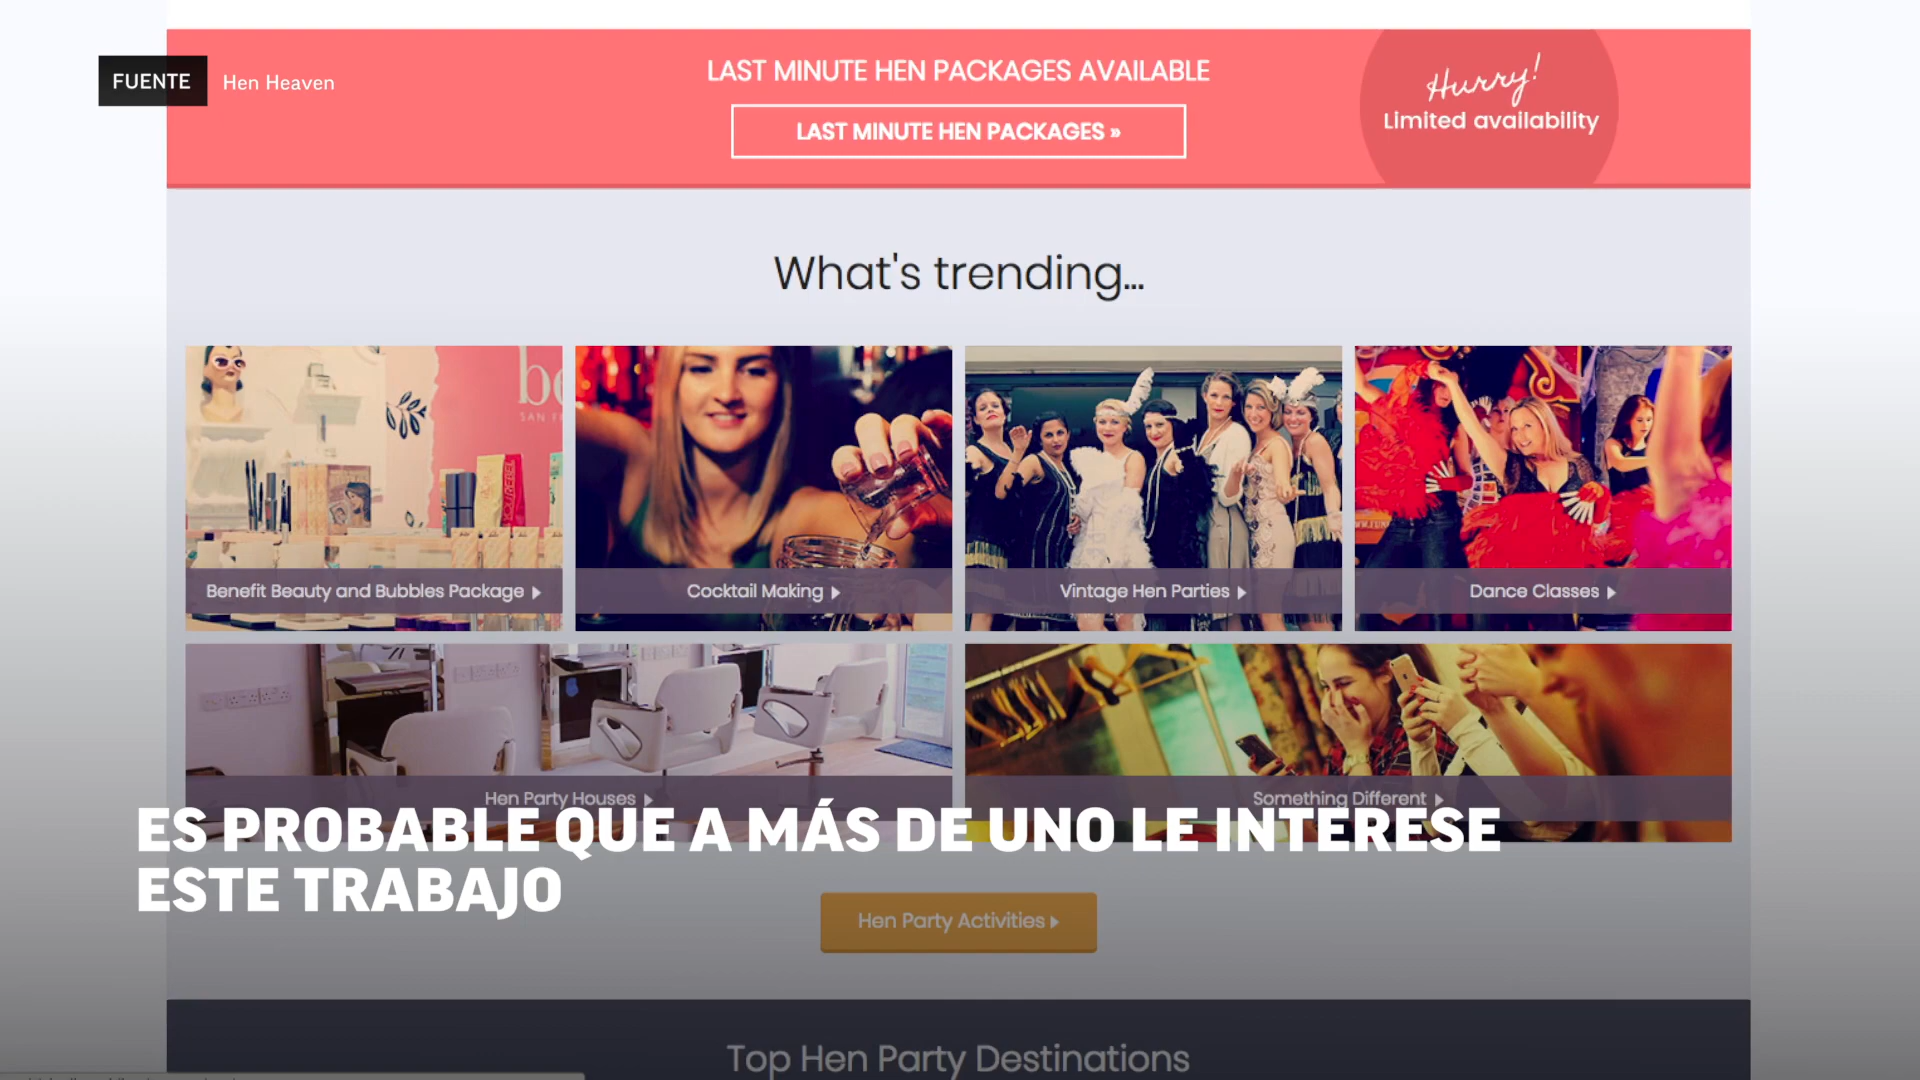 FUENTE
Hen Heaven
LAST MINUTE HEN PACKAGES AVAILABLE
LAST MINUTE HEN PACKAGES »
Hurry!
Limited availability
What's trending...
be
SAN F
Benefit Beauty and Bubbles Package
Cocktail Making
Vintage Hen Parties
Dance Classes
Hen Party Houses
Something Different
ES PROBABLE QUE A MÁS DE UNO LE INTERESE
ESTE TRABAJO
Hen Party Activities
Top Hen Party Destinations